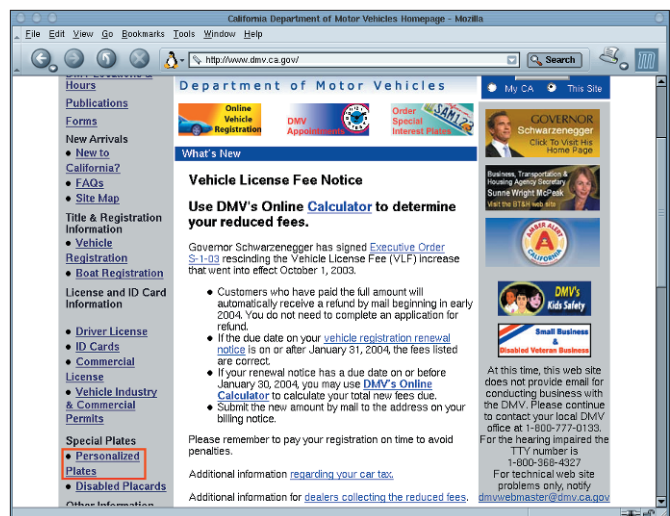 California Department of Motor Vehicles Homepage - Mozilla
File Edit View Go Bookmarks Tools Window Help
http://www.dmv.ca.gov/
Search
Hours
Publications
Forms
New Arrivals
New to
California?
FAQs
Site Map
Title & Registration
Information
Vehicle
Registration
Boat Registration
License and ID Card
Information
Driver License
ID Cards
Commercial
License
Vehicle Industry
& Commercial
Permits
Special Plates
Personalized
Plates
Disabled Placards
Other Information
Department of Motor Vehicles
Online
Vehicle
Registration
DMV
Appointments
Order
Special
Interest Plates
SAM123
What's New
Vehicle License Fee Notice
Use DMV's Online Calculator to determine
your reduced fees.
Governor Schwarzenegger has signed Executive Order
S-1-03 rescinding the Vehicle License Fee (VLF) increase
that went into effect October 1, 2003.
Customers who have paid the full amount will
automatically receive a refund by mail beginning in early
2004. You do not need to complete an application for
refund.
If the due date on your vehicle registration renewal
notice is on or after January 31, 2004, the fees listed
are correct.
If your renewal notice has a due date on or before
January 30, 2004, you may use DMV's Online
Calculator to calculate your total new fees due.
Submit the new amount by mail to the address on your
billing notice.
Please remember to pay your registration on time to avoid
penalties.
Additional information regarding your car tax.
Additional information for dealers collecting the reduced fees.
My CA This Site
GOVERNOR
Schwarzenegger
Click To Visit His
Home Page
Business, Transportation &
Housing Agency Secretary
Sunne Wright McPeak
Visit the BT&H web site
AMBER ALERT
CALIFORNIA
DMV's
Kids Safety
Small Business
&
Disabled Veteran Business
At this time, this web site
does not provide email for
conducting business with
the DMV. Please continue
to contact your local DMV
office at 1-800-777-0133.
For the hearing impaired the
TTY number is
1-800-368-4327
For technical web site
problems only, notify
dmvwebmaster@dmv.ca.gov